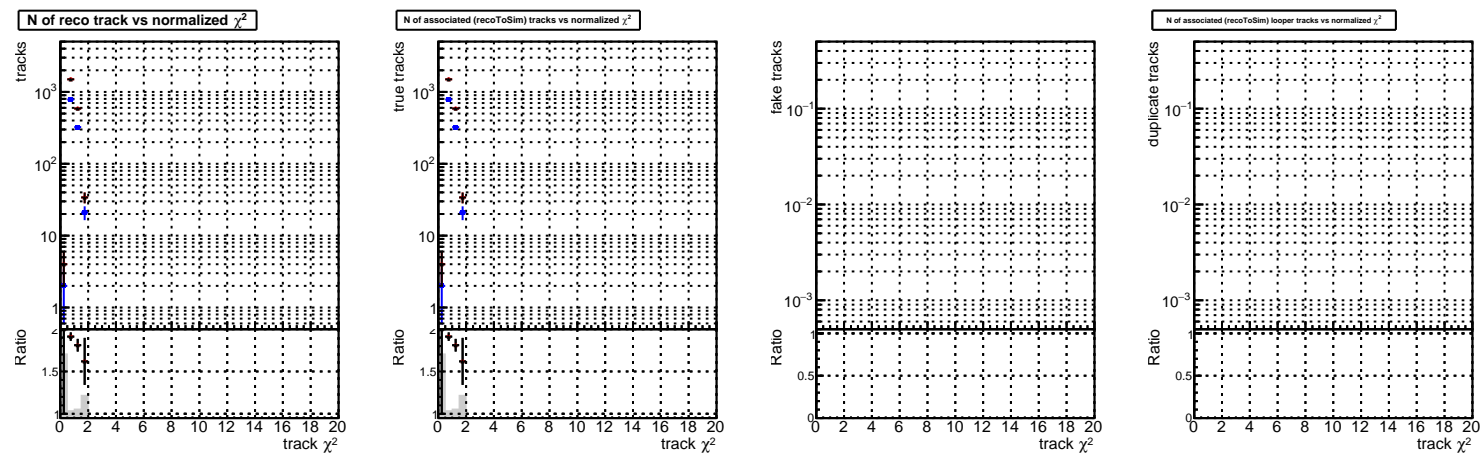 N of reco track vs normalized χ²
tracks
10³
10²
10
1
Ratio
2
1.5
1
0 2 4 6 8 10 12 14 16 18 20
track χ²
N of associated (recoToSim) tracks vs normalized χ²
true tracks
10³
10²
10
1
Ratio
2
1.5
1
0 2 4 6 8 10 12 14 16 18 20
track χ²
fake tracks
10⁻¹
10⁻²
10⁻³
Ratio
1
0.5
0
0 2 4 6 8 10 12 14 16 18 20
track χ²
N of associated (recoToSim) looper tracks vs normalized χ²
duplicate tracks
10⁻¹
10⁻²
10⁻³
Ratio
1
0.5
0
0 2 4 6 8 10 12 14 16 18 20
track χ²